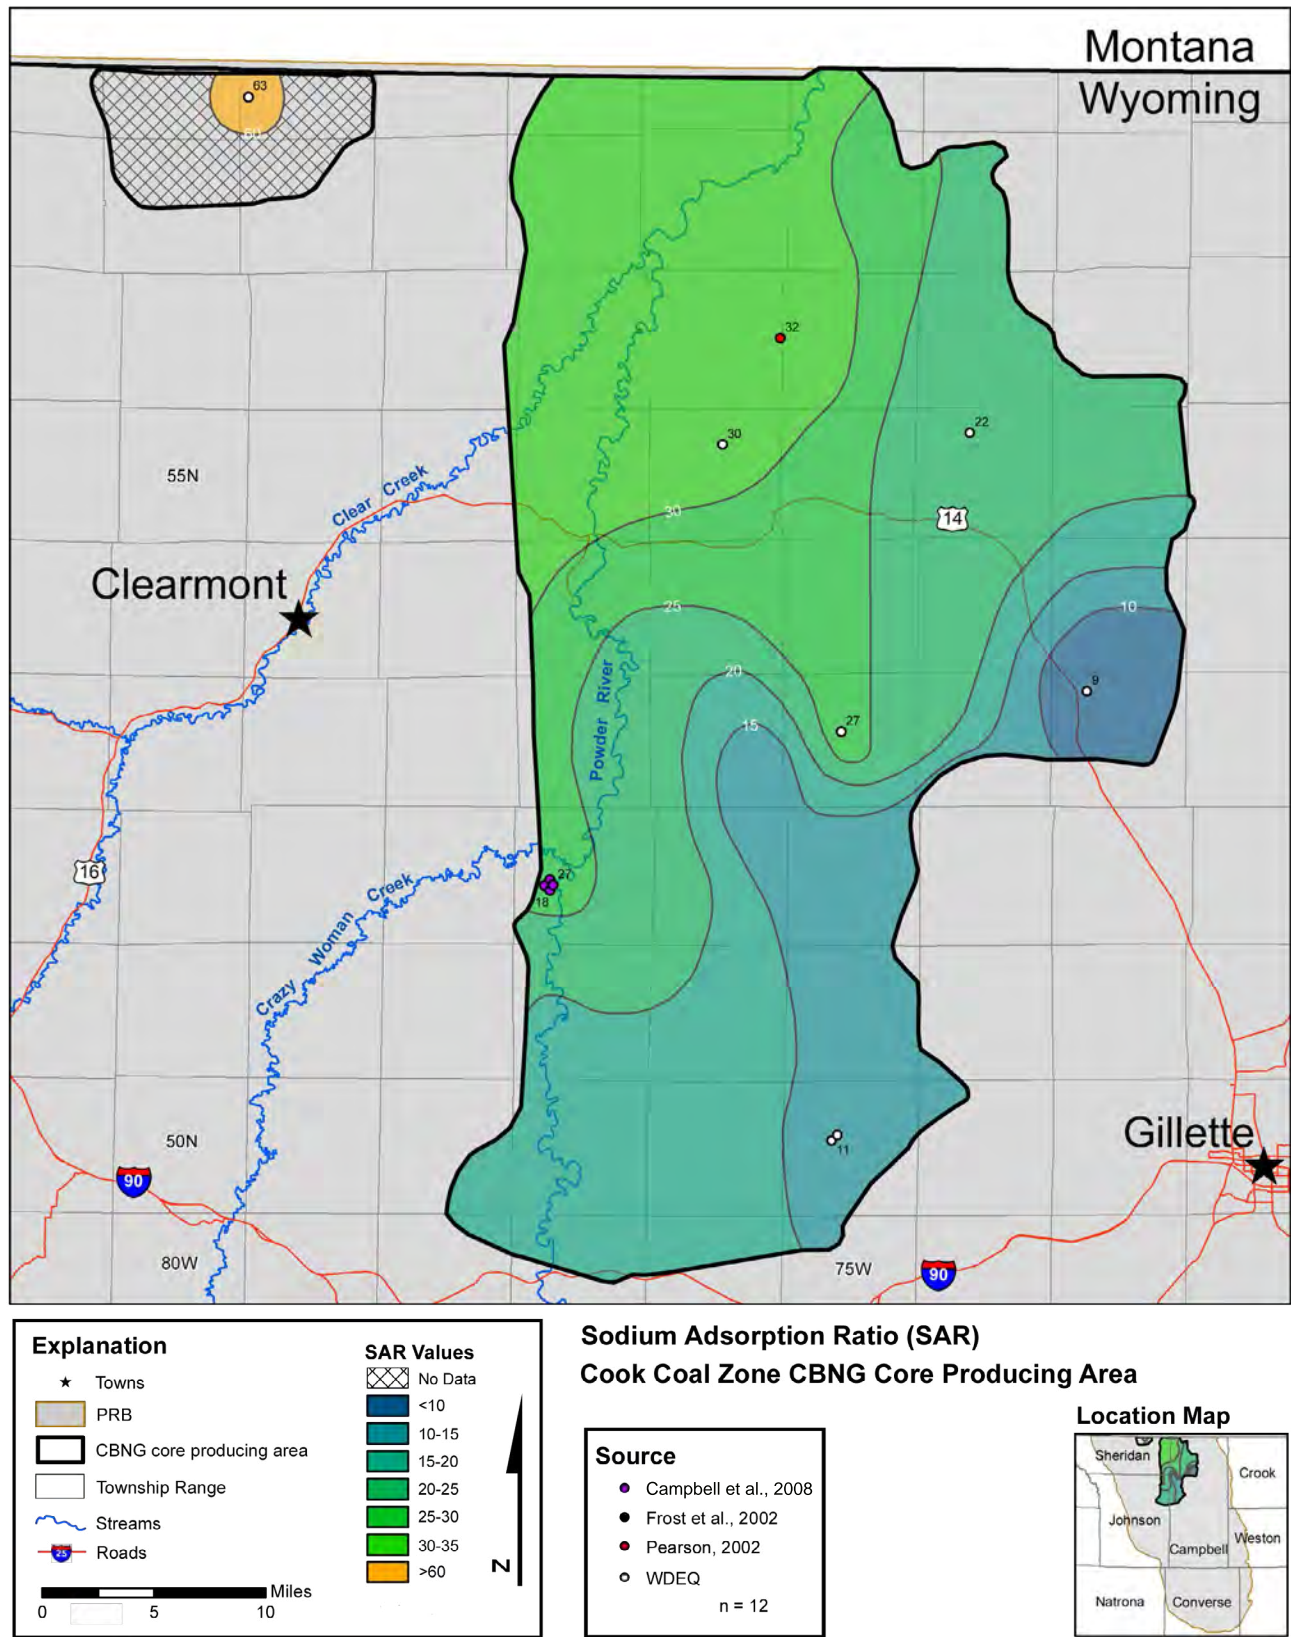 Montana
Wyoming
63
60
32
30
22
55N
Clear Creek
30
14
Clearmont
25
10
20
9
Powder River
15
27
16
27
18
Crazy Woman Creek
50N
11
Gillette
90
80W
75W
90
Explanation
Towns
PRB
CBNG core producing area
Township Range
Streams
25
Roads
Miles
0 5 10
SAR Values
No Data
<10
10-15
15-20
20-25
25-30
30-35
>60
Z
Sodium Adsorption Ratio (SAR)
Cook Coal Zone CBNG Core Producing Area
Source
Campbell et al., 2008
Frost et al., 2002
Pearson, 2002
WDEQ
n = 12
Location Map
Sheridan
Crook
Johnson
Weston
Campbell
Natrona
Converse